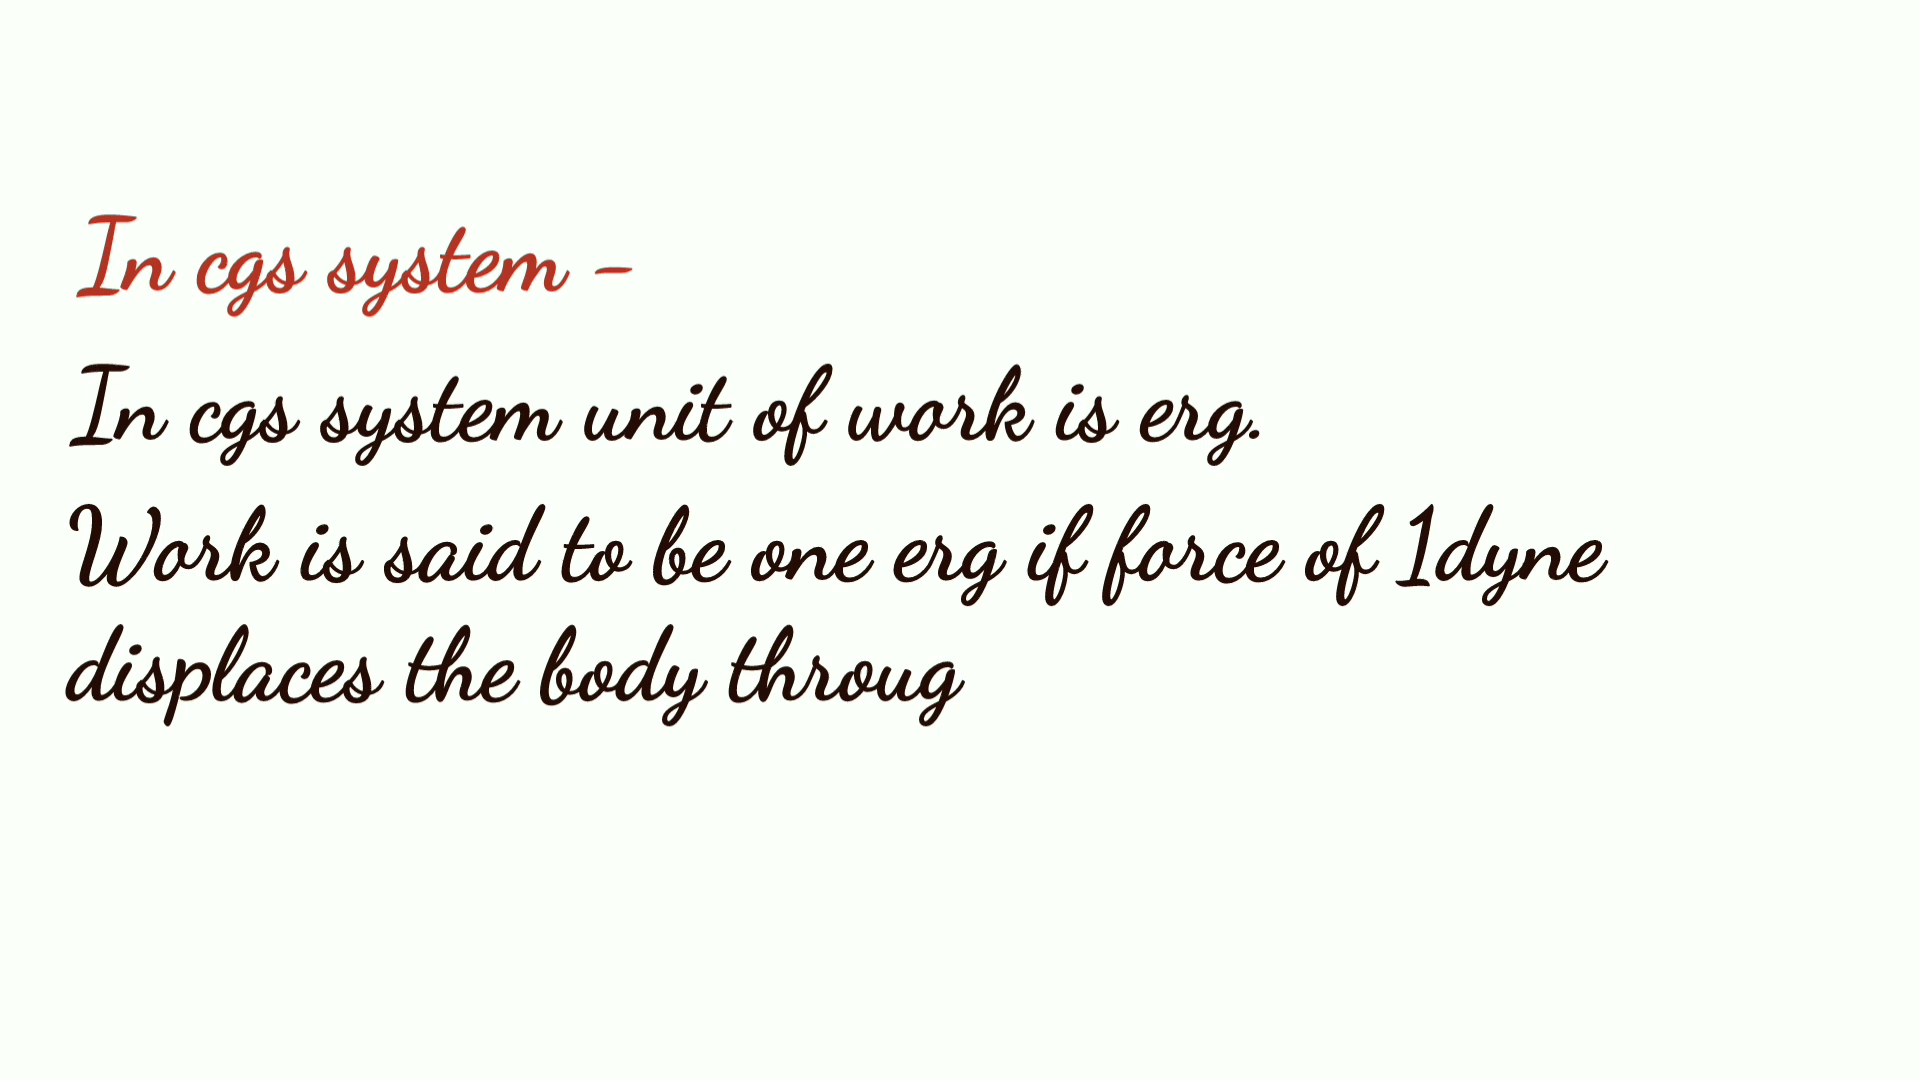 In cgs system -
In cgs system unit of work is erg.
Work is said to be one erg if force of 1dyne
displaces the body throug